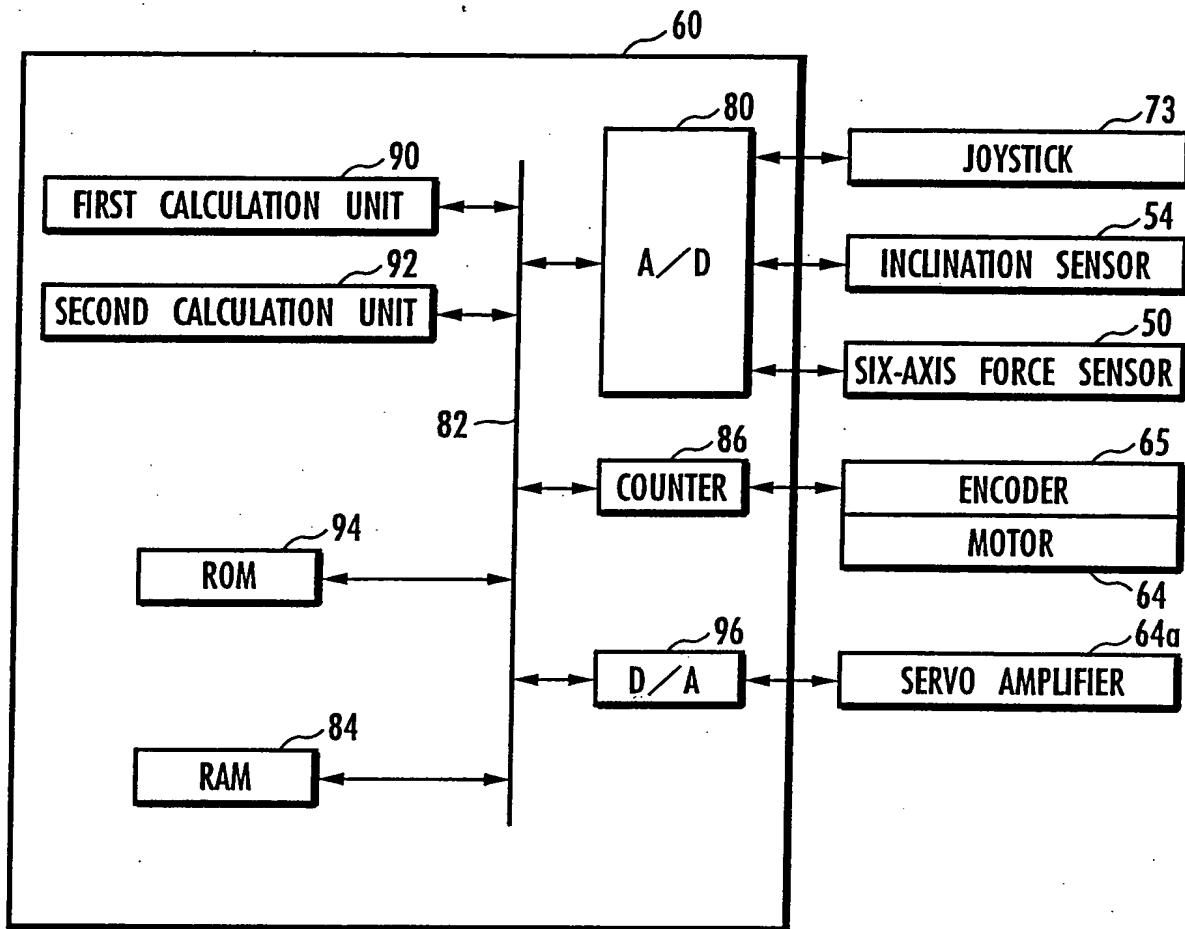 60
80
73
JOYSTICK
90
FIRST CALCULATION UNIT
A/D
54
INCLINATION SENSOR
92
SECOND CALCULATION UNIT
50
SIX-AXIS FORCE SENSOR
82
86
COUNTER
65
ENCODER
MOTOR
64
94
ROM
96
D/A
64a
SERVO AMPLIFIER
84
RAM